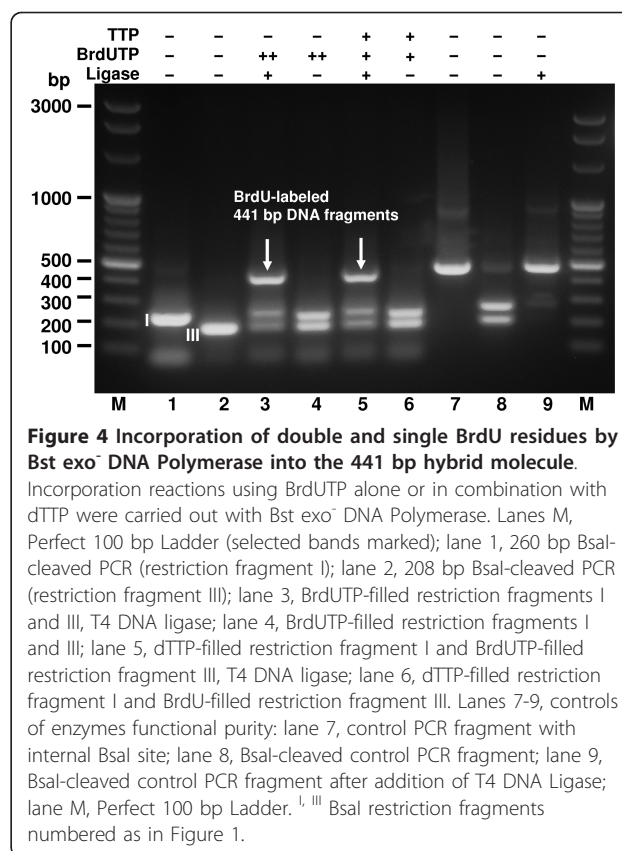 TTP – – – – + + – – –
BrdUTP – – ++ ++ + + – – –
Ligase – – + – + – – – +
bp
3000
1000
500
400
300
200
100
BrdU-labeled
441 bp DNA fragments
I
III
M 1 2 3 4 5 6 7 8 9 M
Figure 4 Incorporation of double and single BrdU residues by
Bst exo⁻ DNA Polymerase into the 441 bp hybrid molecule.
Incorporation reactions using BrdUTP alone or in combination with
dTTP were carried out with Bst exo⁻ DNA Polymerase. Lanes M,
Perfect 100 bp Ladder (selected bands marked); lane 1, 260 bp BsaI-
cleaved PCR (restriction fragment I); lane 2, 208 bp BsaI-cleaved PCR
(restriction fragment III); lane 3, BrdUTP-filled restriction fragments I
and III, T4 DNA ligase; lane 4, BrdUTP-filled restriction fragments I
and III; lane 5, dTTP-filled restriction fragment I and BrdUTP-filled
restriction fragment III, T4 DNA ligase; lane 6, dTTP-filled restriction
fragment I and BrdU-filled restriction fragment III. Lanes 7-9, controls
of enzymes functional purity: lane 7, control PCR fragment with
internal BsaI site; lane 8, BsaI-cleaved control PCR fragment; lane 9,
BsaI-cleaved control PCR fragment after addition of T4 DNA Ligase;
lane M, Perfect 100 bp Ladder. I, III BsaI restriction fragments
numbered as in Figure 1.